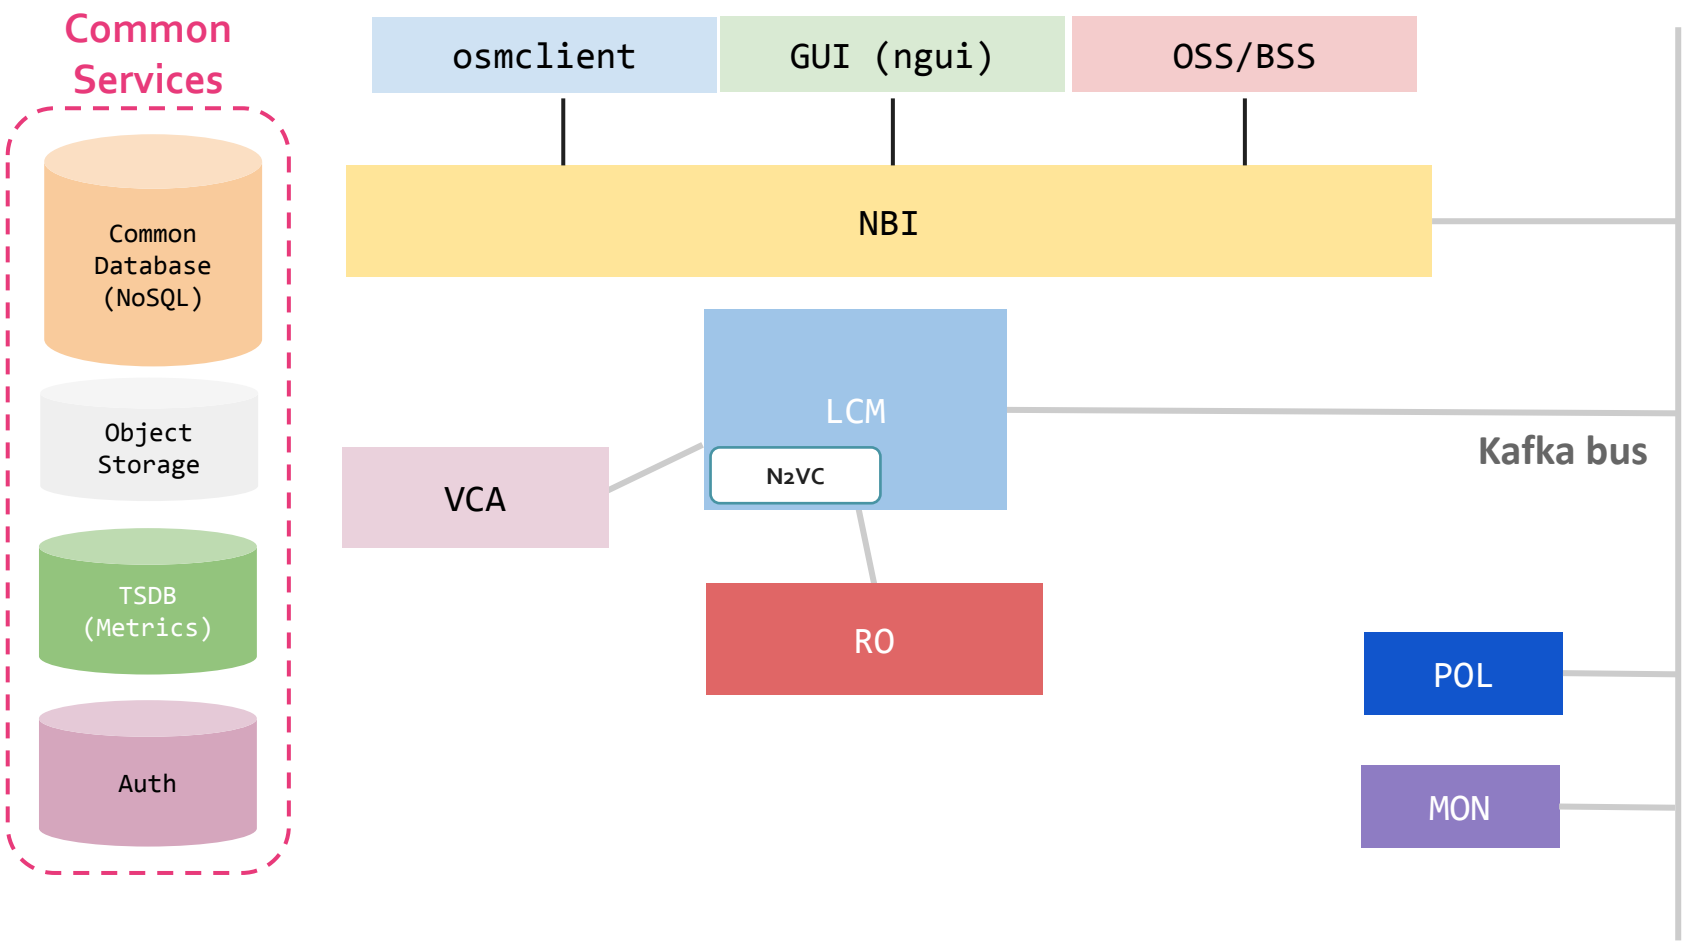 Common
Services
Common
Database
(NoSQL)
Object
Storage
TSDB
(Metrics)
Auth
osmclient
GUI (ngui)
OSS/BSS
NBI
LCM
N2VC
VCA
RO
Kafka bus
POL
MON